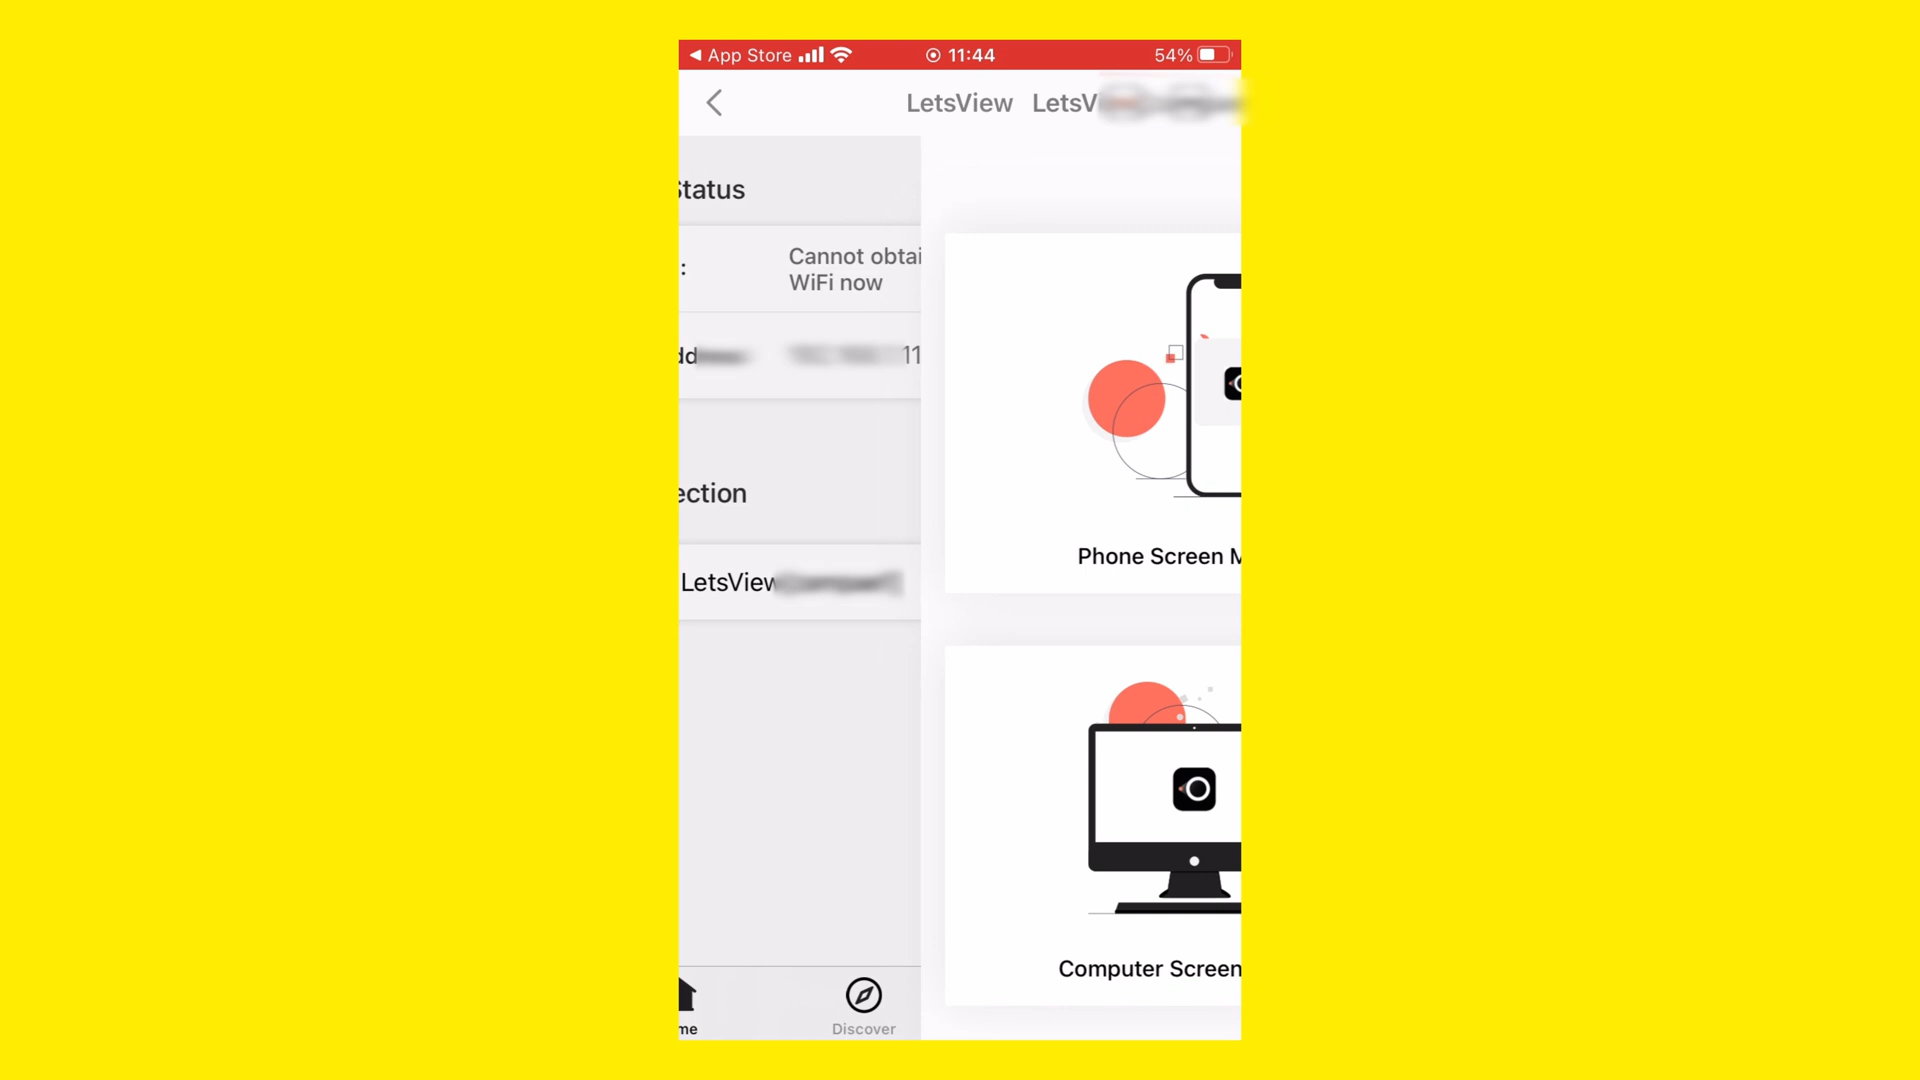 ◀ App Store 11:44 54%
LetsView LetsV
Status
: Cannot obtai
WiFi now
dd 11
ection
LetsView
Phone Screen M
Computer Screen
me Discover